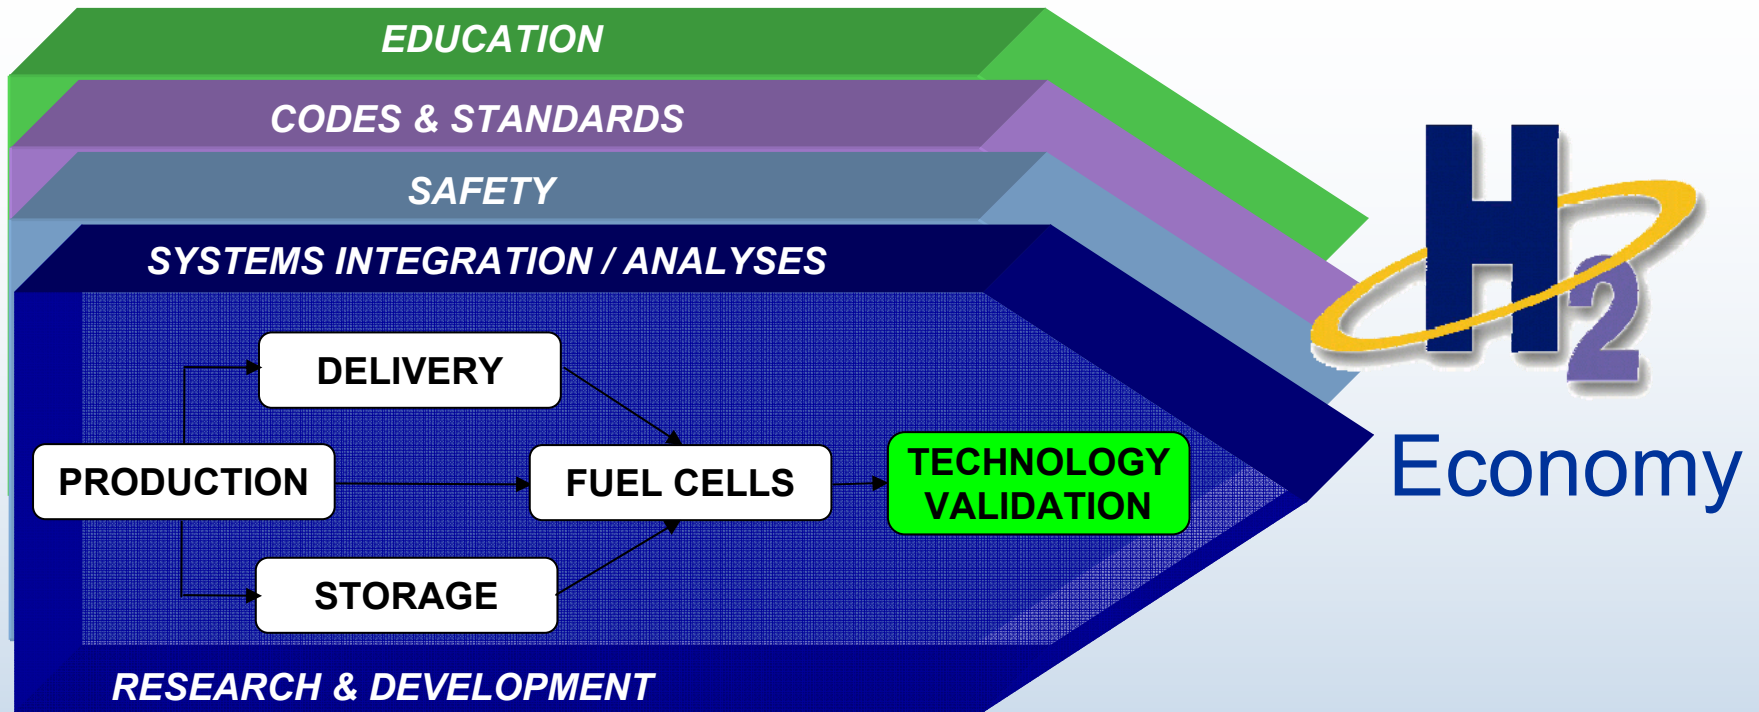 EDUCATION
CODES & STANDARDS
SAFETY
SYSTEMS INTEGRATION / ANALYSES
DELIVERY
PRODUCTION
FUEL CELLS
TECHNOLOGY
VALIDATION
STORAGE
RESEARCH & DEVELOPMENT
H2
Economy